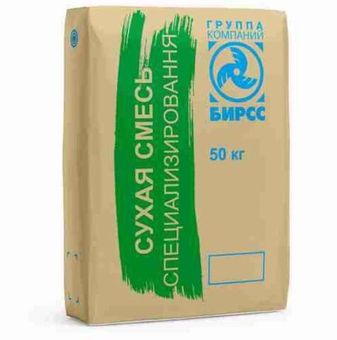 ГРУППА
КОМПАНИЙ
БИРСС
50 кг
СУХАЯ СМЕСЬ
СПЕЦИАЛИЗИРОВАННЯ